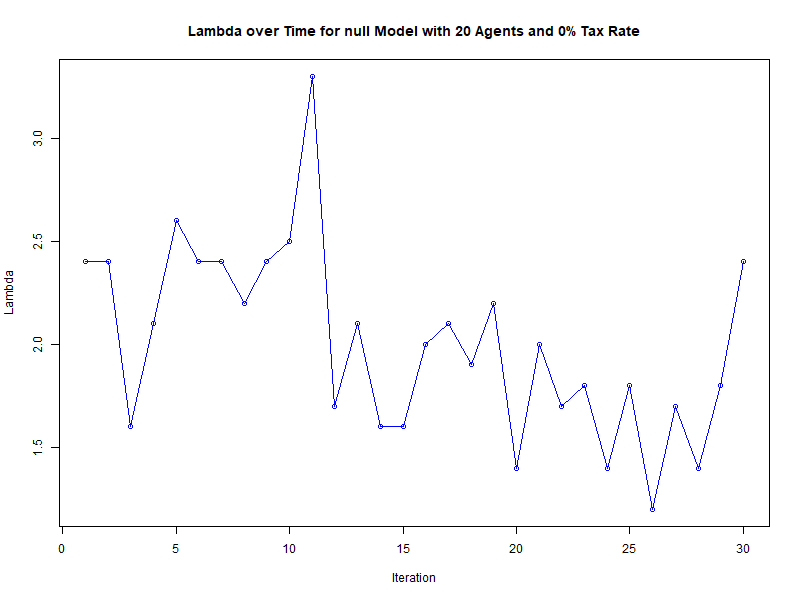 Lambda over Time for null Model with 20 Agents and 0% Tax Rate
3.0
2.5
2.0
1.5
Lambda
0 5 10 15 20 25 30
Iteration